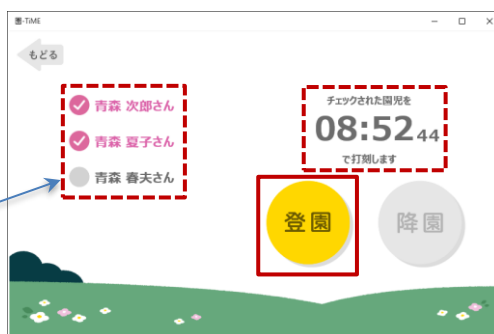 園-TiME
もどる
青森 次郎さん
青森 夏子さん
青森 春夫さん
チェックされた園児を
08:52 44
で打刻します
登園
降園